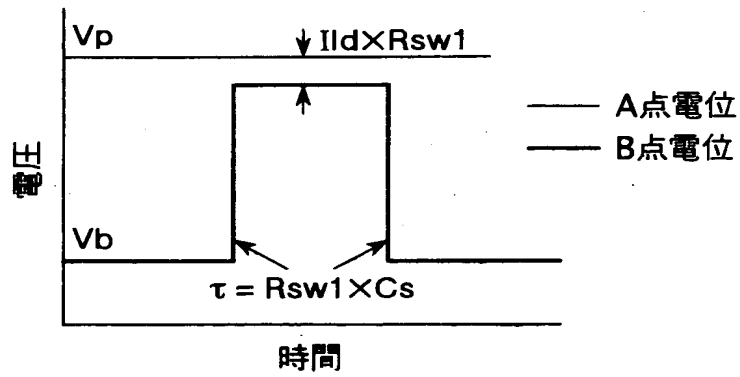 Vp
Ild×Rsw1
A点電位
B点電位
電圧
Vb
τ = Rsw1×Cs
時間